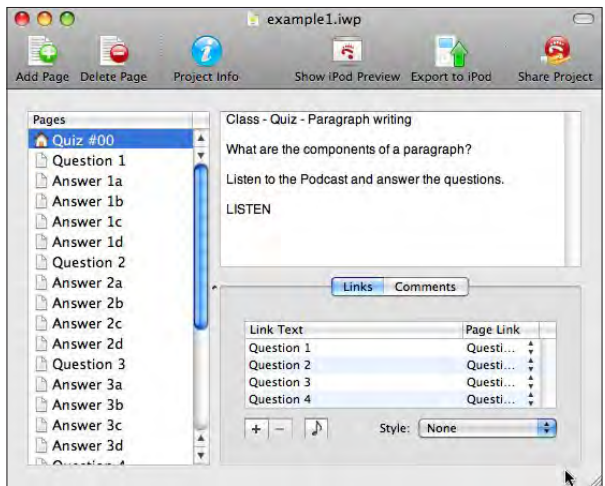 example1.iwp
Add Page Delete Page Project Info Show iPod Preview Export to iPod Share Project
Pages
Quiz #00
Question 1
Answer 1a
Answer 1b
Answer 1c
Answer 1d
Question 2
Answer 2a
Answer 2b
Answer 2c
Answer 2d
Question 3
Answer 3a
Answer 3b
Answer 3c
Answer 3d
Question 4
Class - Quiz - Paragraph writing
What are the components of a paragraph?
Listen to the Podcast and answer the questions.
LISTEN
Links Comments
Link Text Page Link
Question 1 Questi...
Question 2 Questi...
Question 3 Questi...
Question 4 Questi...
Style: None